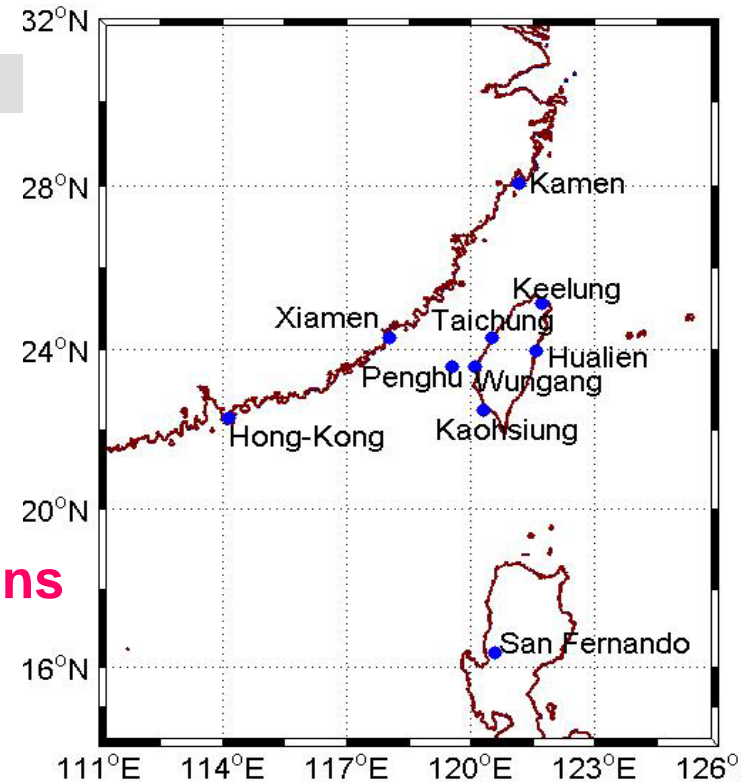 32°N
28°N
Kamen
Keelung
Xiamen
Taichung
24°N
Hualien
Penghu
Wungang
Kaohsiung
Hong-Kong
20°N
ns
San Fernando
16°N
111°E 114°E 117°E 120°E 123°E 126°E